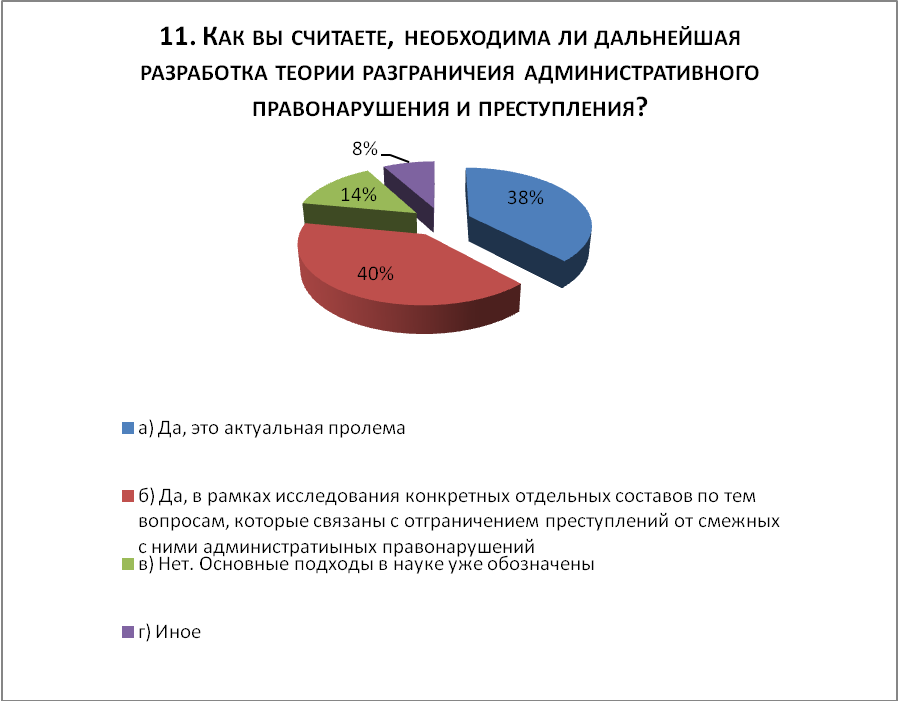 11. Как вы считаете, необходима ли дальнейшая
разработка теории разграничеия административного
правонарушения и преступления?
8%
14%
38%
40%
а) Да, это актуальная пролема
б) Да, в рамках исследования конкретных отдельных составов по тем
вопросам, которые связаны с отграничением преступлений от смежных
с ними администратиыных правонарушений
в) Нет. Основные подходы в науке уже обозначены
г) Иное